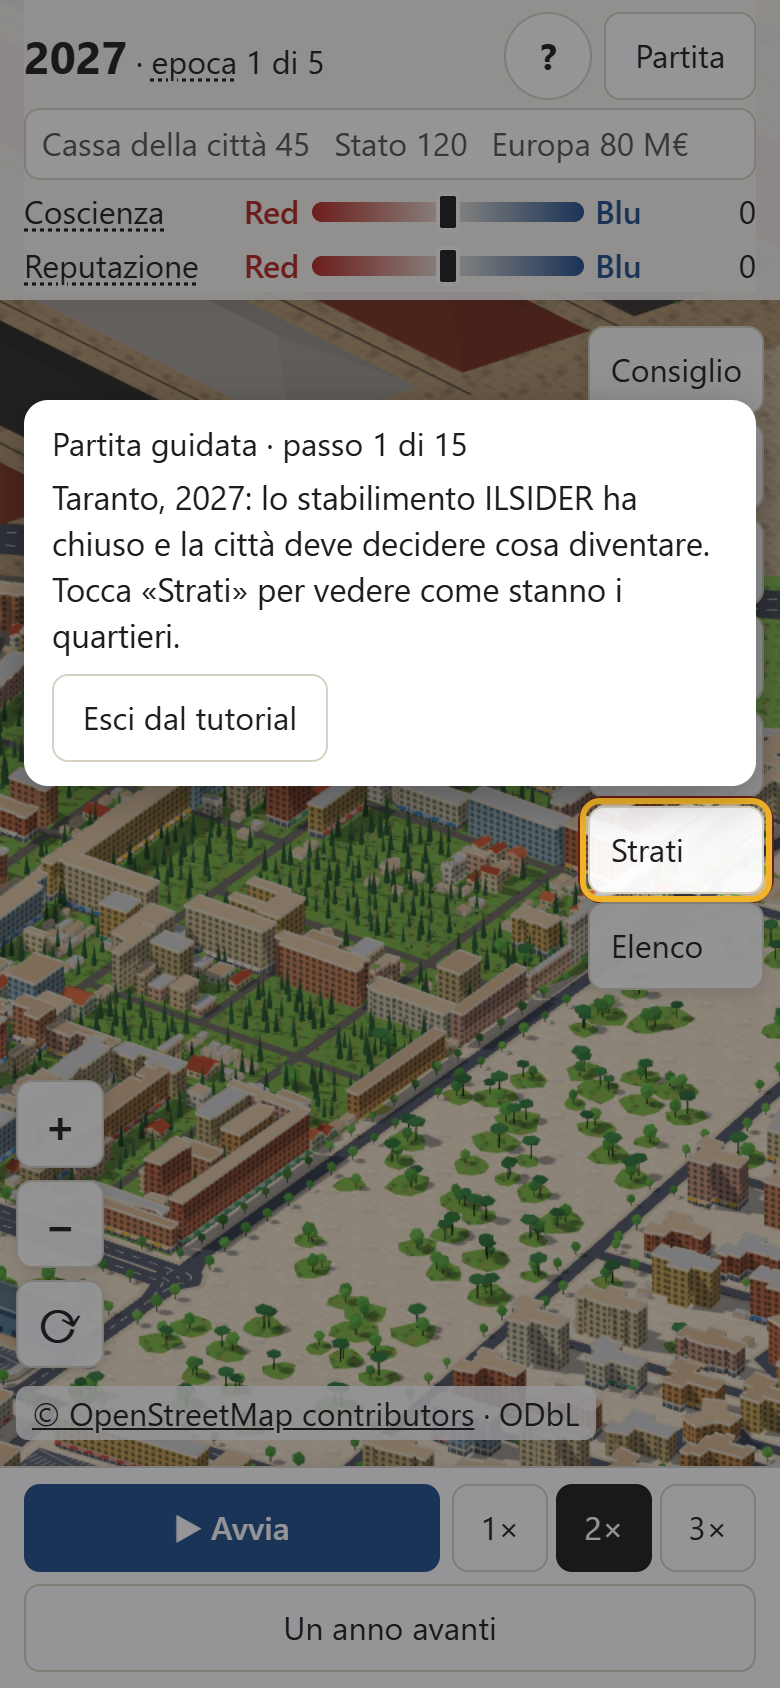 2027 · epoca 1 di 5
?
Partita
Cassa della città 45 Stato 120 Europa 80 M€
Coscienza Red Blu 0
Reputazione Red Blu 0
Consiglio
Partita guidata · passo 1 di 15
Taranto, 2027: lo stabilimento ILSIDER ha
chiuso e la città deve decidere cosa diventare.
Tocca «Strati» per vedere come stanno i
quartieri.
Esci dal tutorial
Strati
Elenco
+
−
© OpenStreetMap contributors · ODbL
▶ Avvia
1×
2×
3×
Un anno avanti